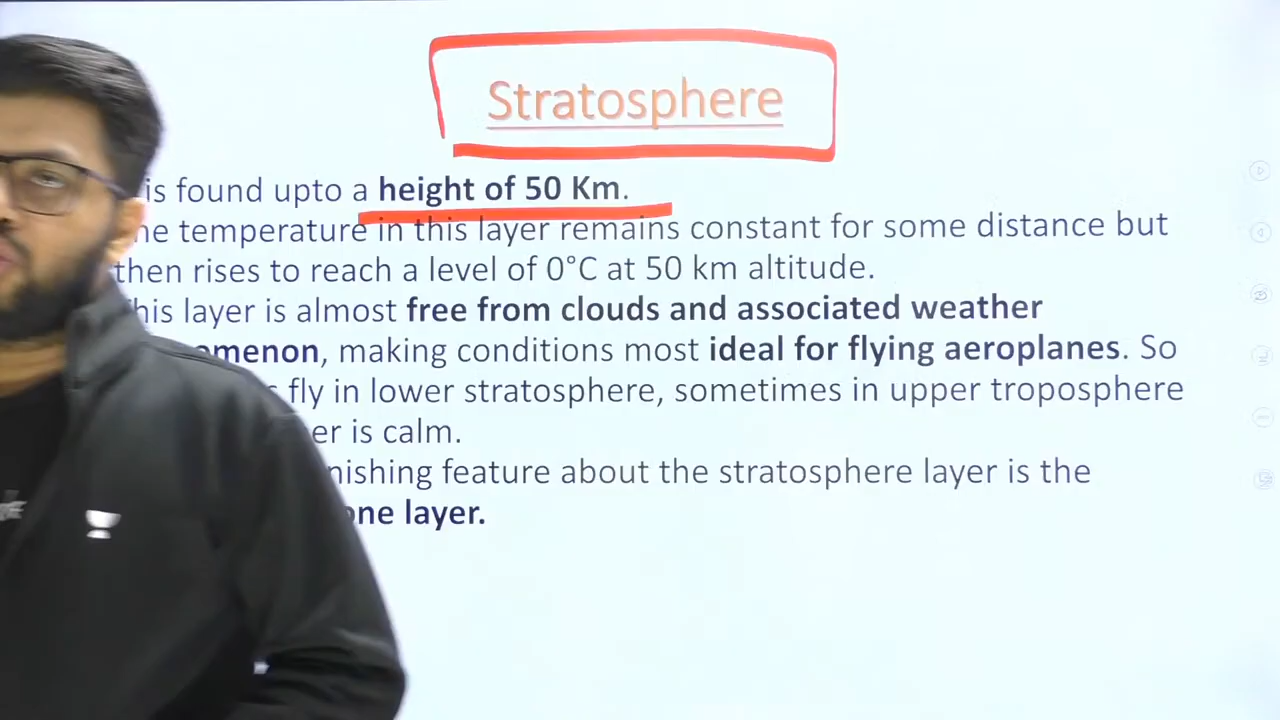 Stratosphere
is found upto a height of 50 Km.
he temperature in this layer remains constant for some distance but
then rises to reach a level of 0°C at 50 km altitude.
his layer is almost free from clouds and associated weather
omenon, making conditions most ideal for flying aeroplanes. So
fly in lower stratosphere, sometimes in upper troposphere
er is calm.
nishing feature about the stratosphere layer is the
one layer.